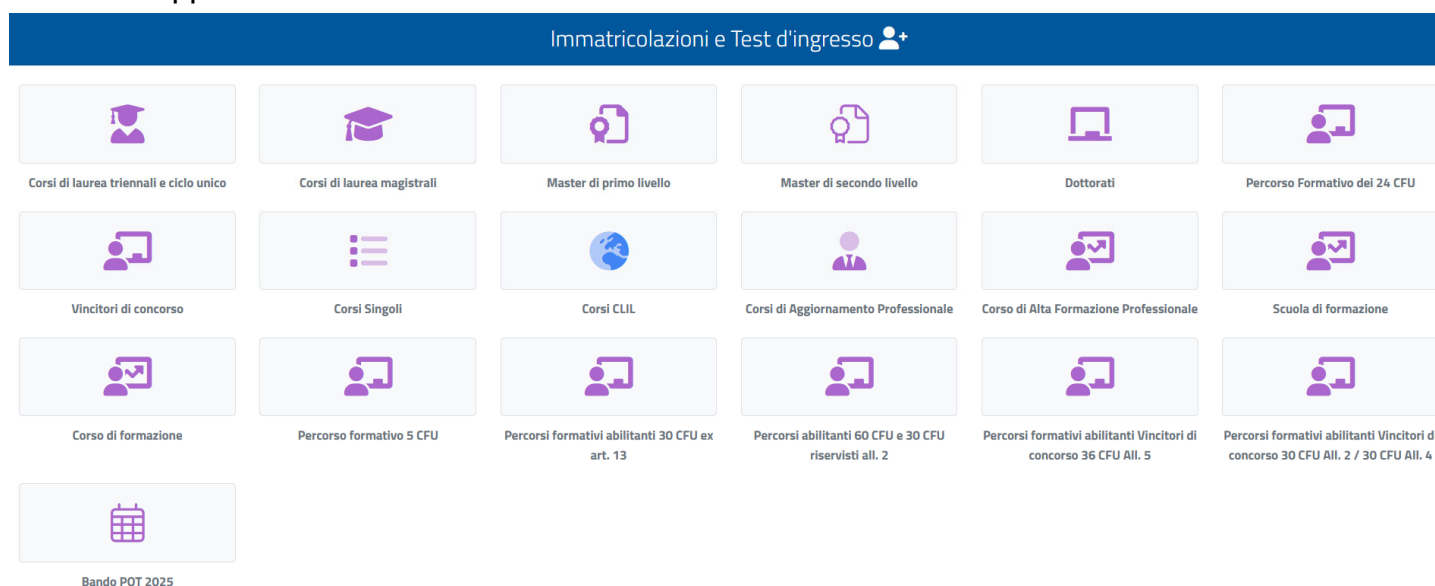 Immatricolazioni e Test d'ingresso
Corsi di laurea triennali e ciclo unico
Corsi di laurea magistrali
Master di primo livello
Master di secondo livello
Dottorati
Percorso Formativo dei 24 CFU
Vincitori di concorso
Corsi Singoli
Corsi CLIL
Corsi di Aggiornamento Professionale
Corso di Alta Formazione Professionale
Scuola di formazione
Corso di formazione
Percorso formativo 5 CFU
Percorsi formativi abilitanti 30 CFU ex
art. 13
Percorsi abilitanti 60 CFU e 30 CFU
riservisti all. 2
Percorsi formativi abilitanti Vincitori di
concorso 36 CFU All. 5
Percorsi formativi abilitanti Vincitori di
concorso 30 CFU All. 2 / 30 CFU All. 4
Bando POT 2025